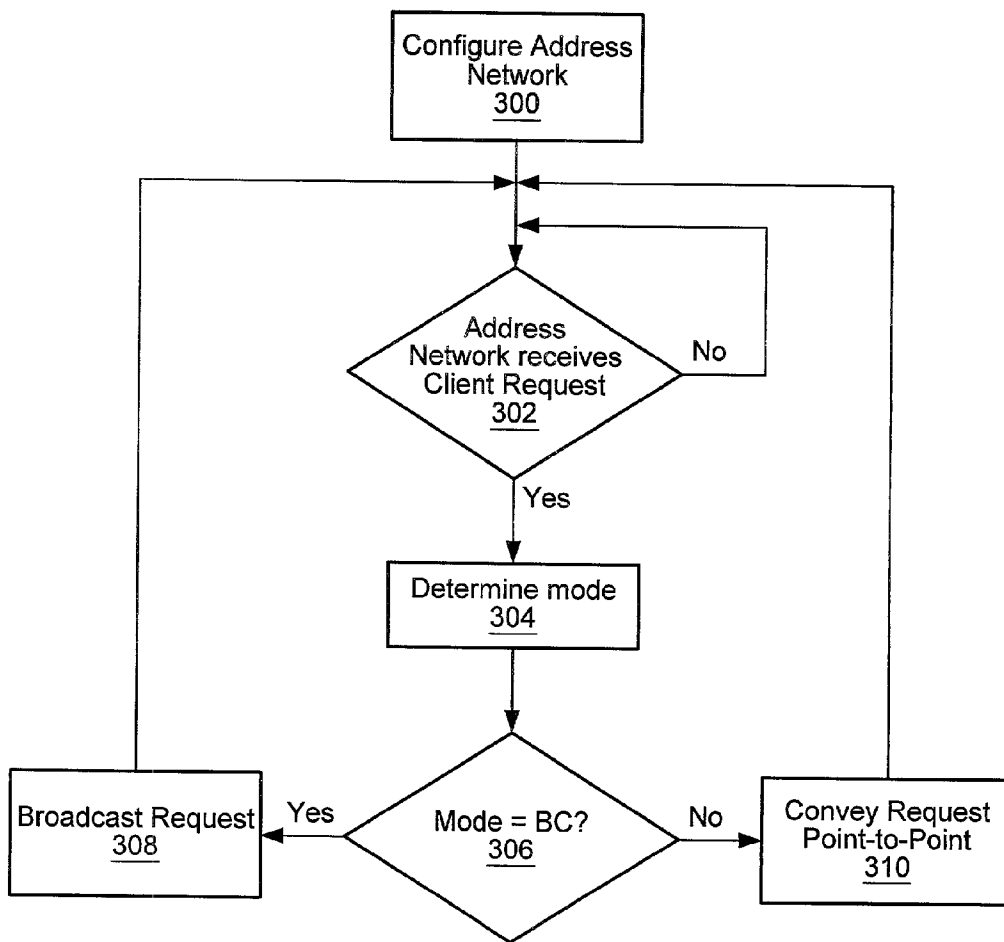 Configure Address
Network
300
Address
Network receives
Client Request
302
No
Yes
Determine mode
304
Broadcast Request
308
Yes
Mode = BC?
306
No
Convey Request
Point-to-Point
310